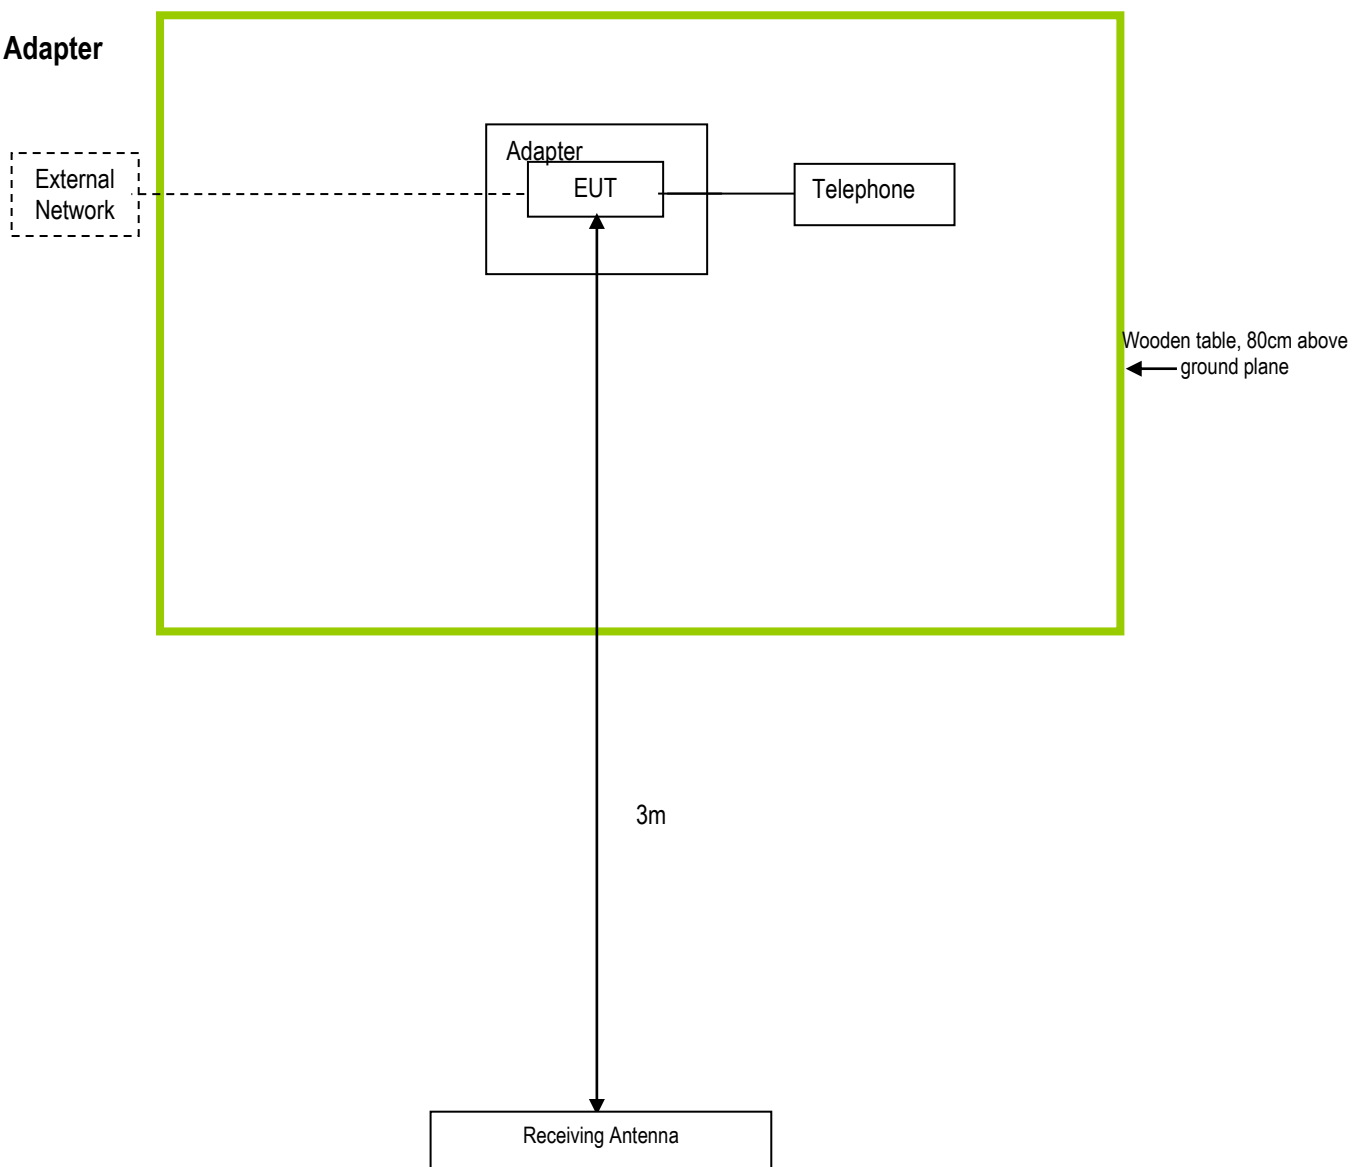 Adapter
Adapter
External
Network
EUT
Telephone
Wooden table, 80cm above
ground plane
3m
Receiving Antenna